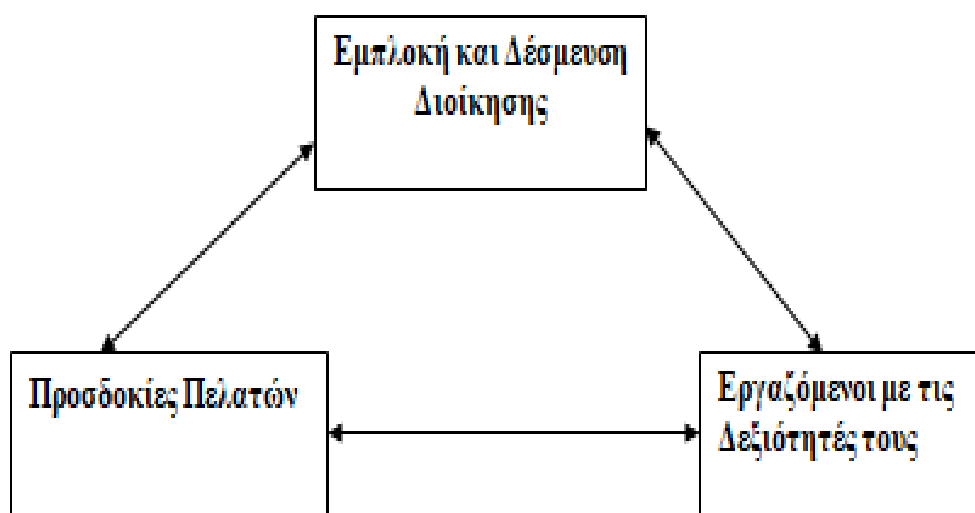 Εμπλοκή και Δέσμευση
Διοίκησης
Προσδοκίες Πελατών
Εργαζόμενοι με τις
Δεξιότητές τους